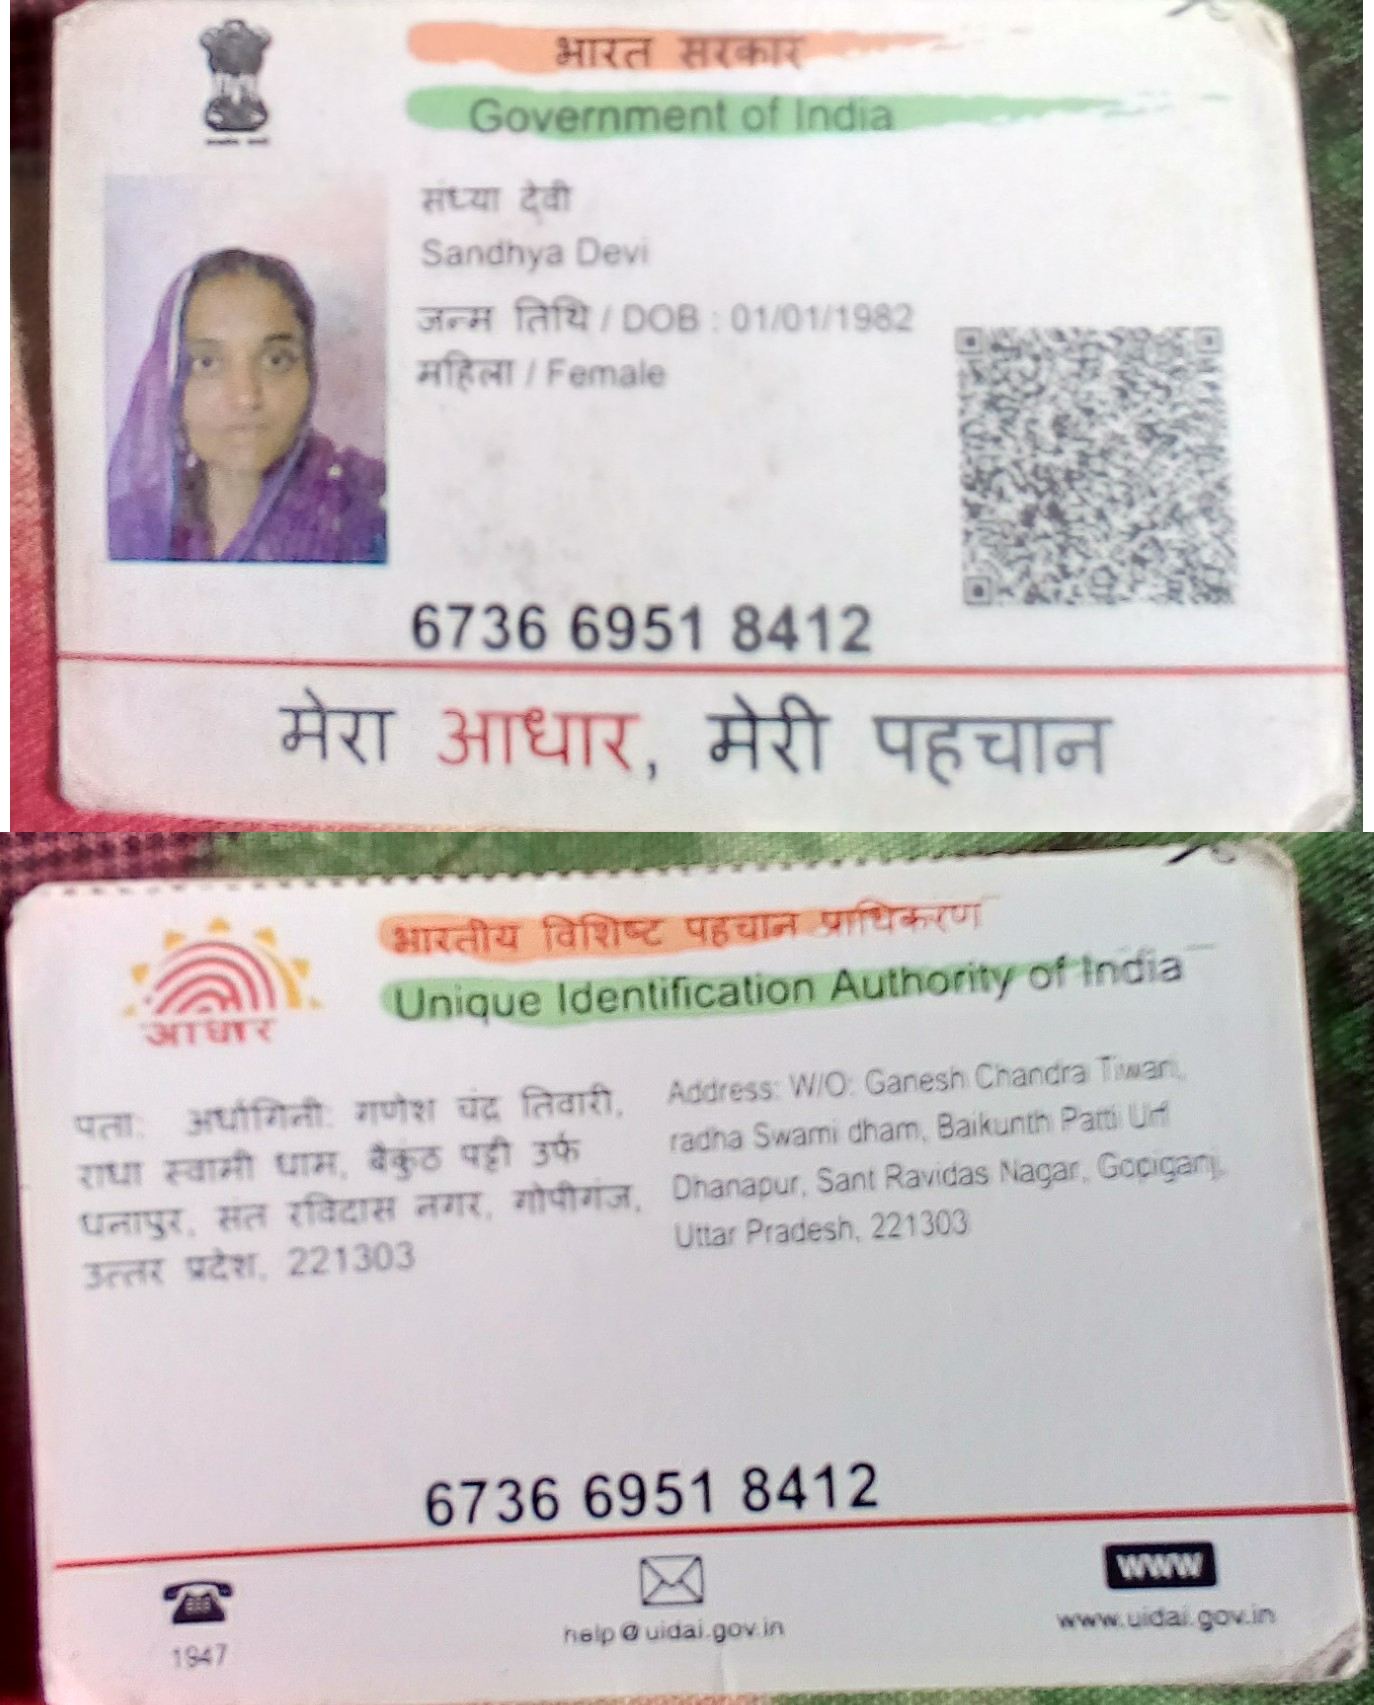 भारत सरकार
Government of India
संध्या देवी
Sandhya Devi
जन्म तिथि / DOB : 01/01/1982
महिला / Female
6736 6951 8412
मेरा आधार, मेरी पहचान
भारतीय विशिष्ट पहचान प्राधिकरण
Unique Identification Authority of India
आधार
पता: अर्धांगिनी: गणेश चंद्र तिवारी,
राधा स्वामी धाम, बैकुंठ पट्टी उर्फ
धनापुर, संत रविदास नगर, गोपीगंज,
उत्तर प्रदेश, 221303
Address: W/O: Ganesh Chandra Tiwari,
radha Swami dham, Baikunth Patti Urf
Dhanapur, Sant Ravidas Nagar, Gopiganj,
Uttar Pradesh, 221303
6736 6951 8412
1947
help@uidai.gov.in
www
www.uidai.gov.in